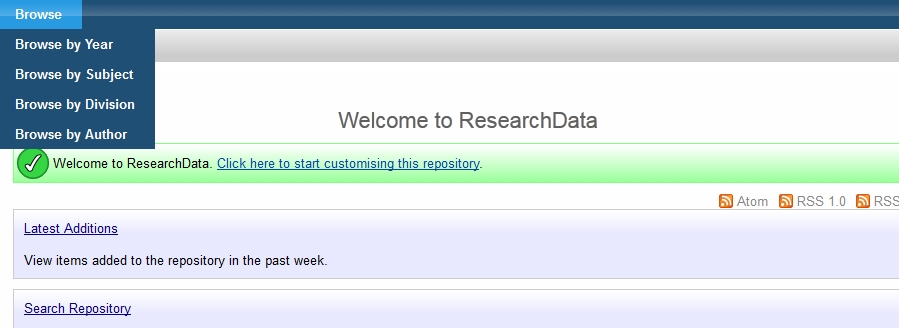 Browse
Browse by Year
Browse by Subject
Browse by Division
Browse by Author
Welcome to ResearchData
Welcome to ResearchData. Click here to start customising this repository.
Atom RSS 1.0 RSS
Latest Additions
View items added to the repository in the past week.
Search Repository